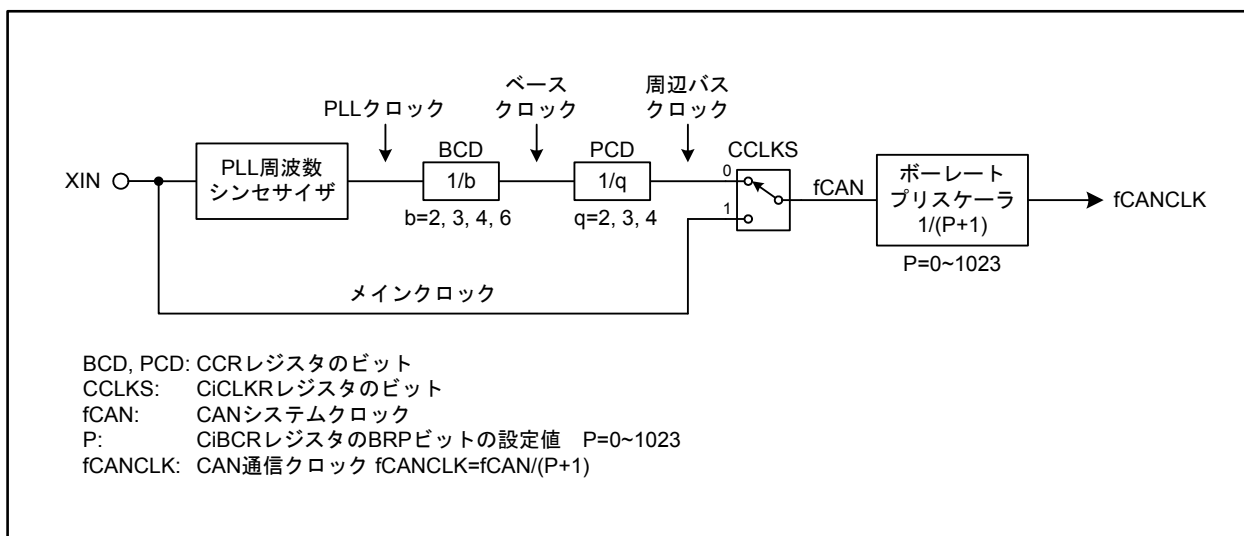 ベース
クロック
周辺バス
クロック
PLLクロック
BCD
PCD
CCLKS
XIN
PLL周波数
シンセサイザ
1/b
1/q
0
1
fCAN
ボーレート
プリスケーラ
1/(P+1)
fCANCLK
b=2, 3, 4, 6
q=2, 3, 4
P=0~1023
メインクロック
BCD, PCD: CCRレジスタのビット
CCLKS: CiCLKRレジスタのビット
fCAN: CANシステムクロック
P: CiBCRレジスタのBRPビットの設定値 P=0~1023
fCANCLK: CAN通信クロック fCANCLK=fCAN/(P+1)